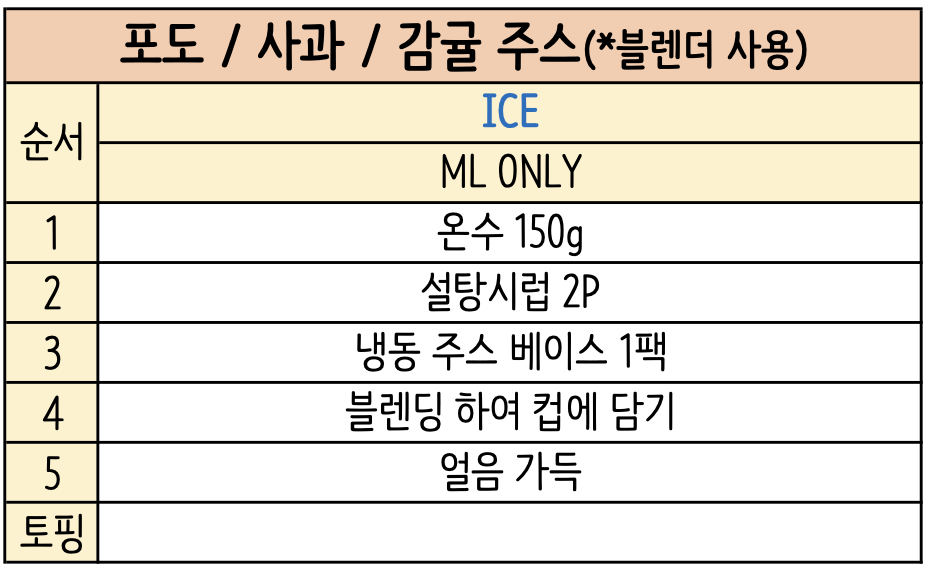 포도 / 사과 / 감귤 주스(*블렌더 사용)
순서
ICE
ML ONLY
1 온수 150g
2 설탕시럽 2P
3 냉동 주스 베이스 1팩
4 블렌딩 하여 컵에 담기
5 얼음 가득
토핑